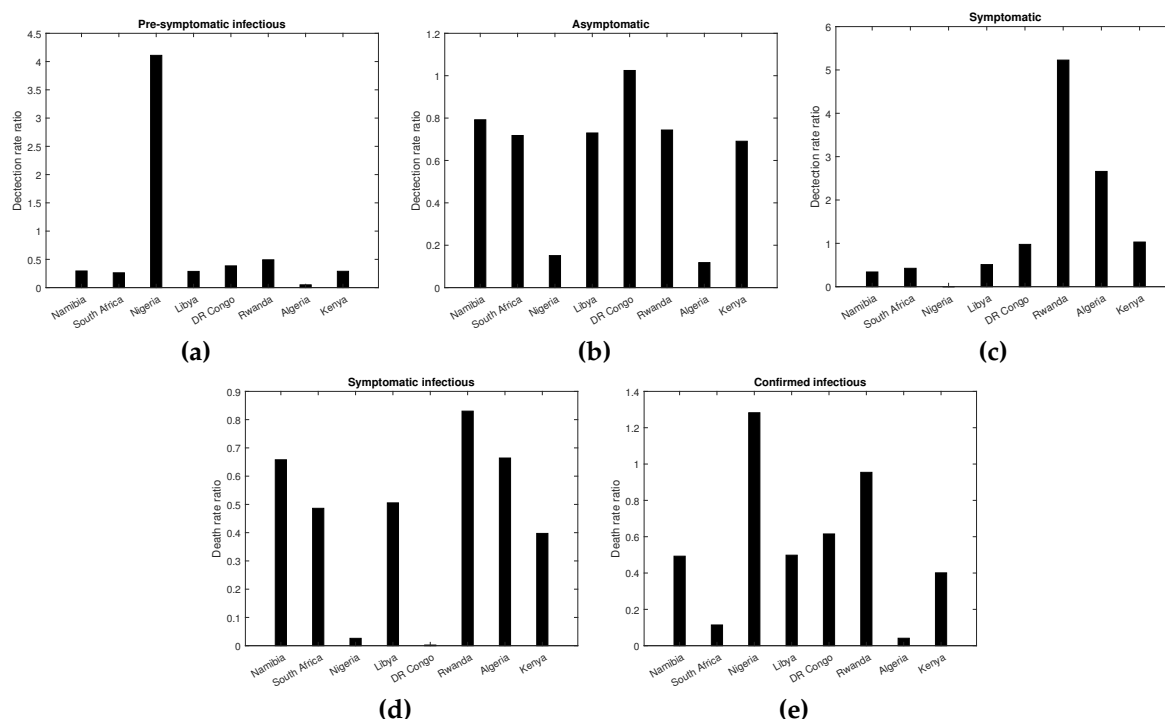 Pre-symptomatic infectious
Dectection rate ratio
4.5
4
3.5
3
2.5
2
1.5
1
0.5
0
Namibia
South Africa
Nigeria
Libya
DR Congo
Rwanda
Algeria
Kenya
(a)
Asymptomatic
Dectection rate ratio
1.2
1
0.8
0.6
0.4
0.2
0
Namibia
South Africa
Nigeria
Libya
DR Congo
Rwanda
Algeria
Kenya
(b)
Symptomatic
Dectection rate ratio
6
5
4
3
2
1
0
Namibia
South Africa
Nigeria
Libya
DR Congo
Rwanda
Algeria
Kenya
(c)
Symptomatic infectious
Death rate ratio
0.9
0.8
0.7
0.6
0.5
0.4
0.3
0.2
0.1
0
Namibia
South Africa
Nigeria
Libya
DR Congo
Rwanda
Algeria
Kenya
(d)
Confirmed infectious
Death rate ratio
1.4
1.2
1
0.8
0.6
0.4
0.2
0
Namibia
South Africa
Nigeria
Libya
DR Congo
Rwanda
Algeria
Kenya
(e)